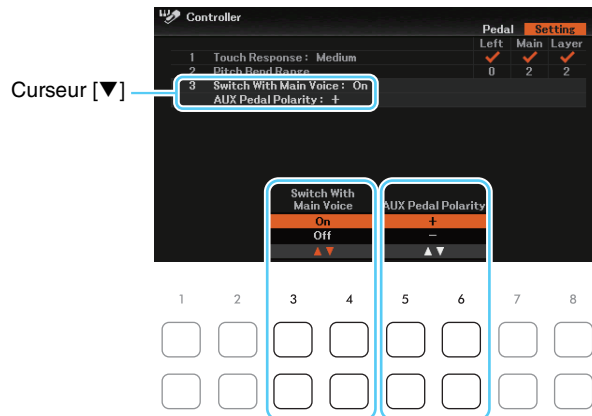 Controller
Pedal Setting
Left Main Layer
1 Touch Response : Medium
2 Pitch Bend Range 0 2 2
3 Switch With Main Voice : On
AUX Pedal Polarity : +
Curseur [▼]
Switch With
Main Voice
AUX Pedal Polarity
On +
Off −
▲▼ ▲▼
1 2 3 4 5 6 7 8